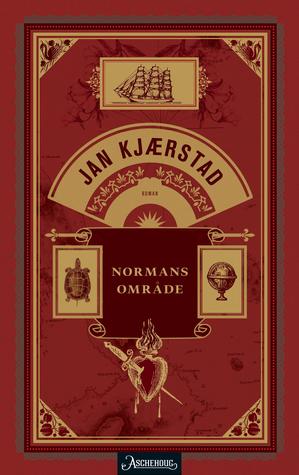 JAN KJÆRSTAD
ROMAN
NORMANS
OMRÅDE
ASCHEHOUG